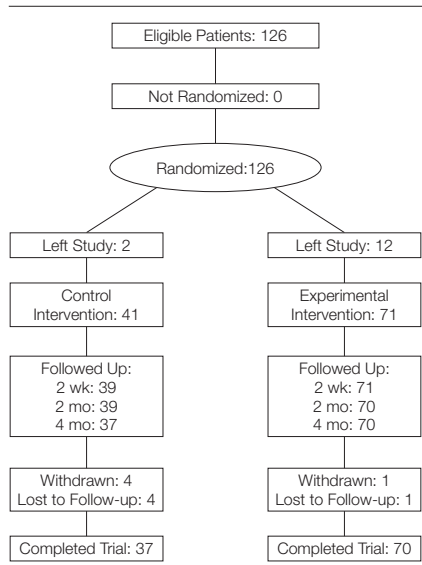 Eligible Patients: 126
Not Randomized: 0
Randomized:126
Left Study: 2
Control
Intervention: 41
Followed Up:
2 wk: 39
2 mo: 39
4 mo: 37
Withdrawn: 4
Lost to Follow-up: 4
Completed Trial: 37
Left Study: 12
Experimental
Intervention: 71
Followed Up:
2 wk: 71
2 mo: 70
4 mo: 70
Withdrawn: 1
Lost to Follow-up: 1
Completed Trial: 70